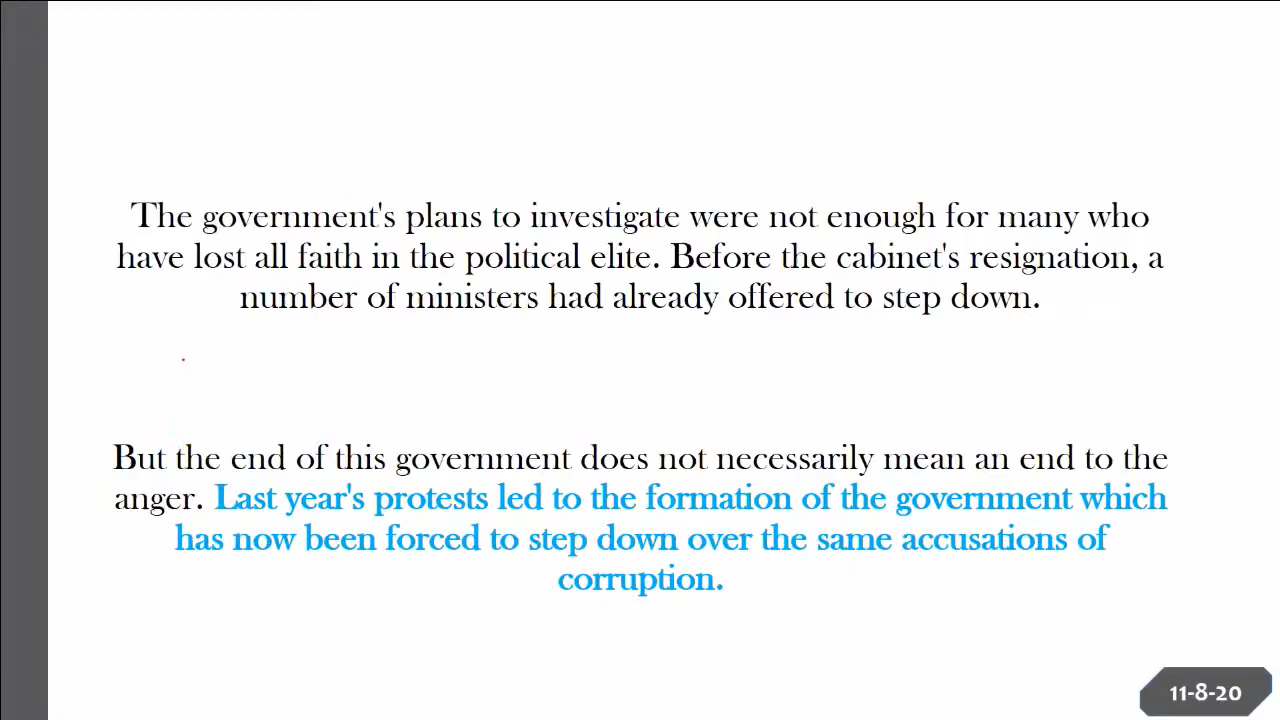 The government's plans to investigate were not enough for many who
have lost all faith in the political elite. Before the cabinet's resignation, a
number of ministers had already offered to step down.
But the end of this government does not necessarily mean an end to the
anger. Last year's protests led to the formation of the government which
has now been forced to step down over the same accusations of
corruption.
11-8-20